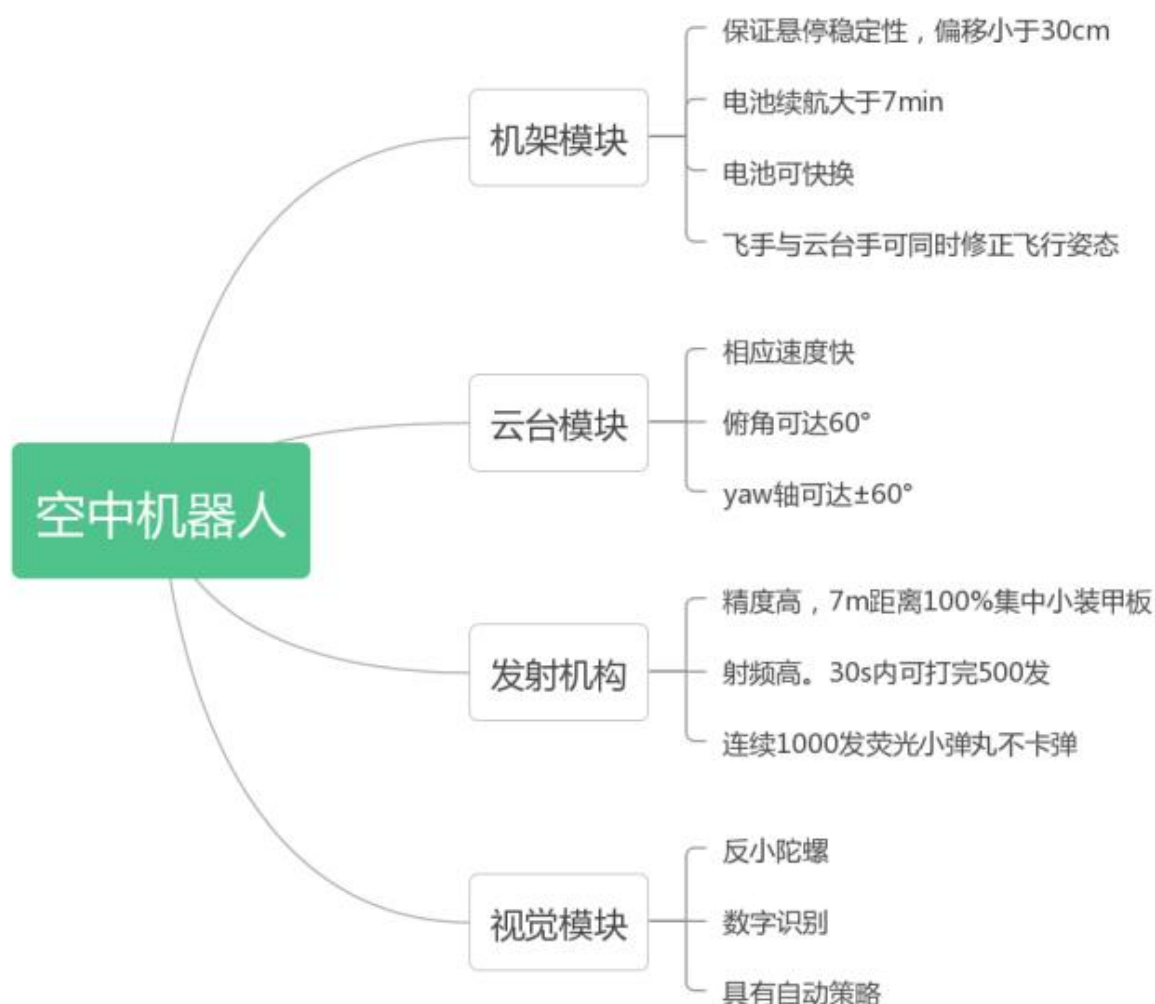 空中机器人
机架模块
保证悬停稳定性，偏移小于30cm
电池续航大于7min
电池可快换
飞手与云台手可同时修正飞行姿态
云台模块
相应速度快
俯角可达60°
yaw轴可达±60°
发射机构
精度高，7m距离100%集中小装甲板
射频高。30s内可打完500发
连续1000发荧光小弹丸不卡弹
视觉模块
反小陀螺
数字识别
具有自动策略